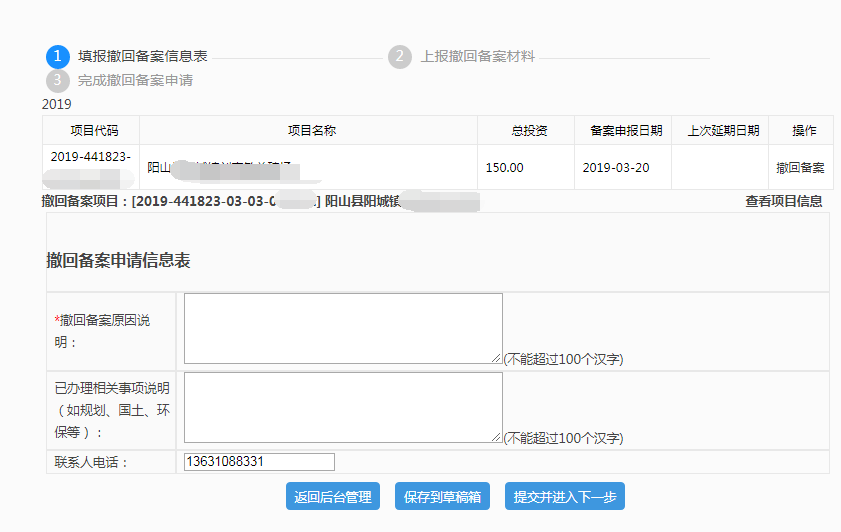 1 填报撤回备案信息表 2 上报撤回备案材料
3 完成撤回备案申请
2019
项目代码 项目名称 总投资 备案申报日期 上次延期日期 操作
2019-441823- 阳山 150.00 2019-03-20 撤回备案
撤回备案项目：[2019-441823-03-03-0 ] 阳山县阳城镇 查看项目信息
撤回备案申请信息表
*撤回备案原因说
明：
(不能超过100个汉字)
已办理相关事项说明
（如规划、国土、环
保等）：
(不能超过100个汉字)
联系人电话： 13631088331
返回后台管理 保存到草稿箱 提交并进入下一步